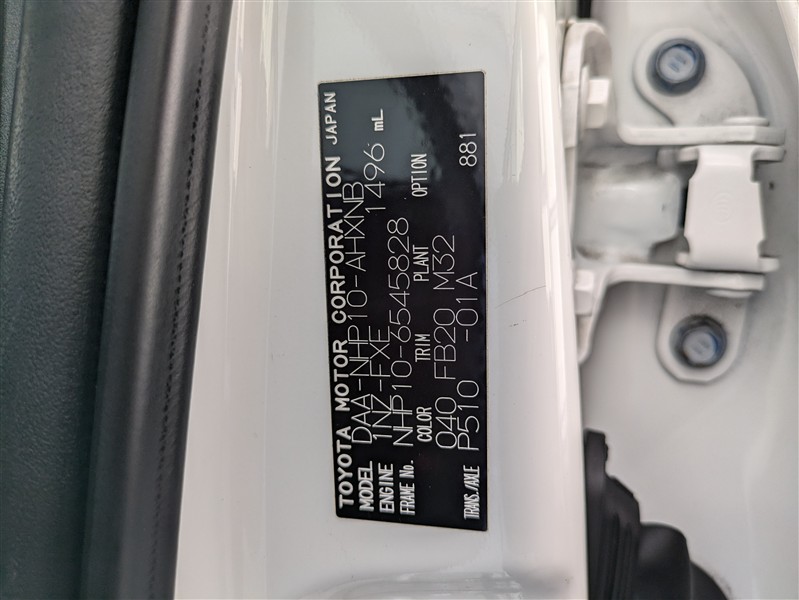 TOYOTA MOTOR CORPORATION JAPAN
MODEL DAA-NHP10-AHXNB
ENGINE 1NZ-FXE 1496 mL
FRAME No. NHP10-6545828
COLOR TRIM PLANT OPTION
040 FB20 M32 881
TRANS./AXLE P510 -01A